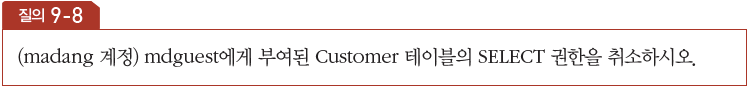 질의 9-8
(madang 계정) mdguest에게 부여된 Customer 테이블의 SELECT 권한을 취소하시오.